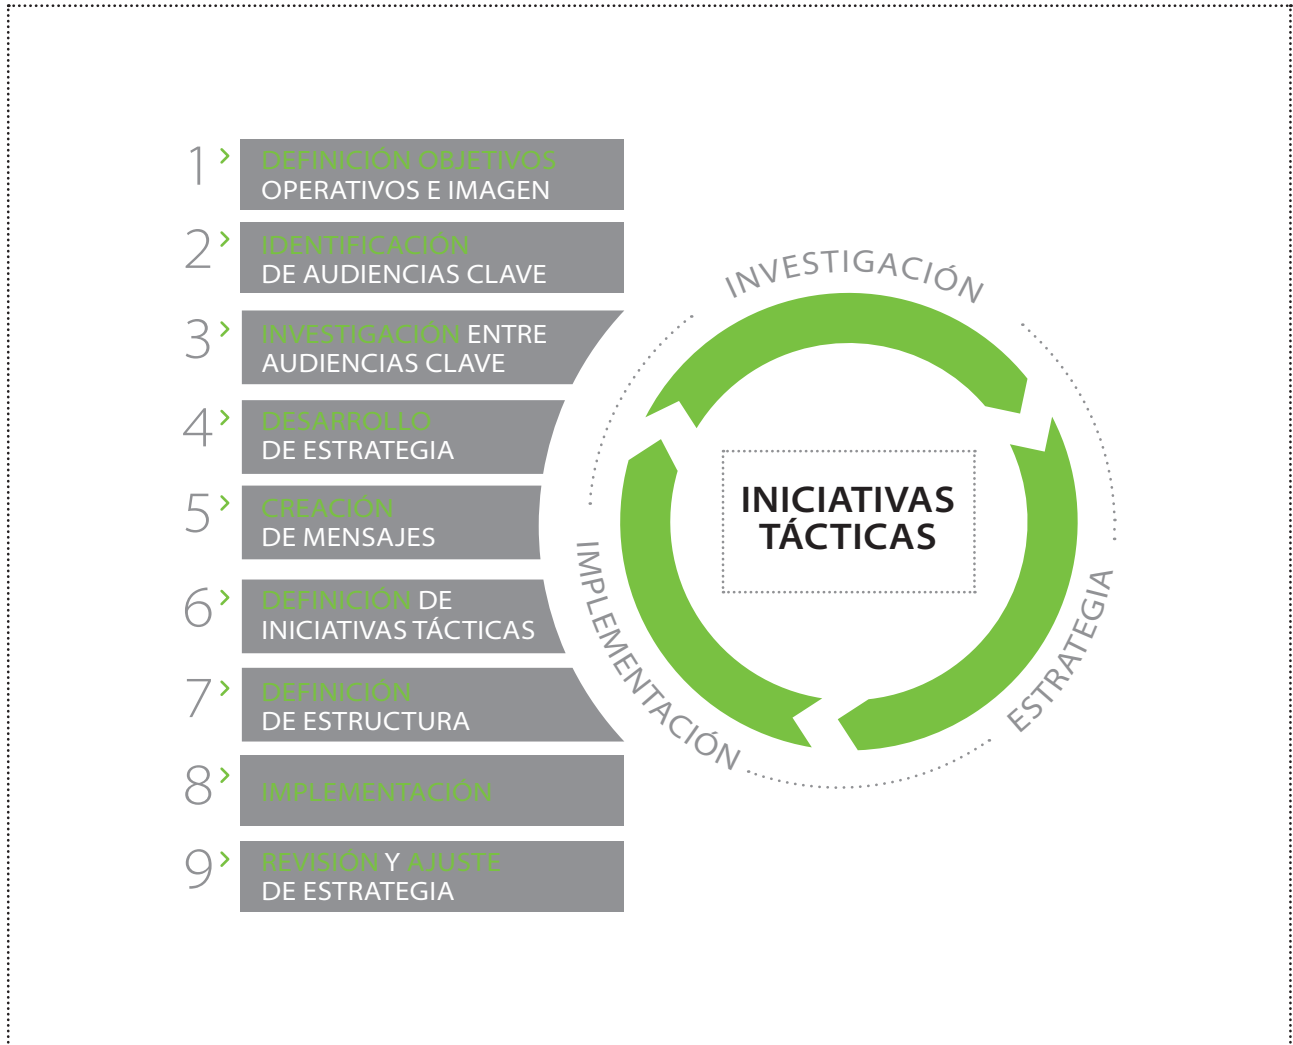 1
DEFINICIÓN OBJETIVOS
OPERATIVOS E IMAGEN
2
IDENTIFICACIÓN
DE AUDIENCIAS CLAVE
3
INVESTIGACIÓN ENTRE
AUDIENCIAS CLAVE
4
DESARROLLO
DE ESTRATEGIA
5
CREACIÓN
DE MENSAJES
6
DEFINICIÓN DE
INICIATIVAS TÁCTICAS
7
DEFINICIÓN
DE ESTRUCTURA
8
IMPLEMENTACIÓN
9
REVISIÓN Y AJUSTE
DE ESTRATEGIA
INVESTIGACIÓN
ESTRATEGIA
IMPLEMENTACIÓN
INICIATIVAS
TÁCTICAS